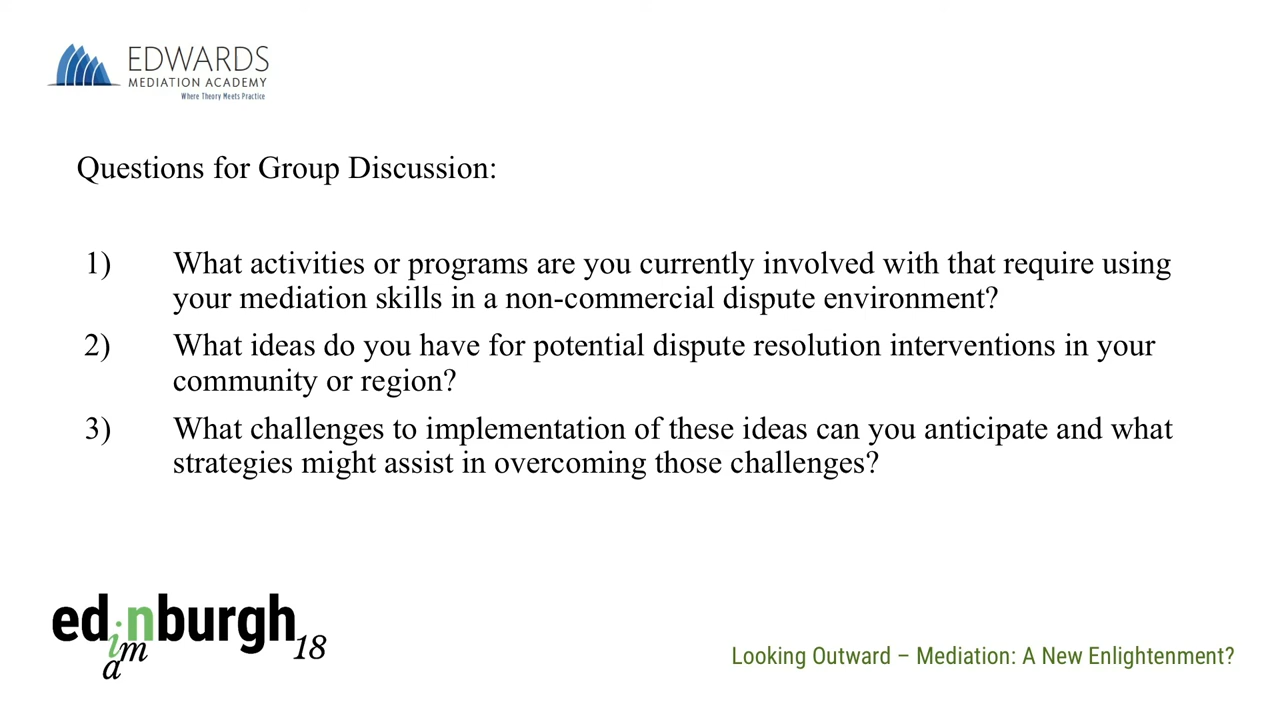 EDWARDS
MEDIATION ACADEMY
Where Theory Meets Practice
Questions for Group Discussion:
1) What activities or programs are you currently involved with that require using
your mediation skills in a non-commercial dispute environment?
2) What ideas do you have for potential dispute resolution interventions in your
community or region?
3) What challenges to implementation of these ideas can you anticipate and what
strategies might assist in overcoming those challenges?
edinburgh
am 18
Looking Outward – Mediation: A New Enlightenment?